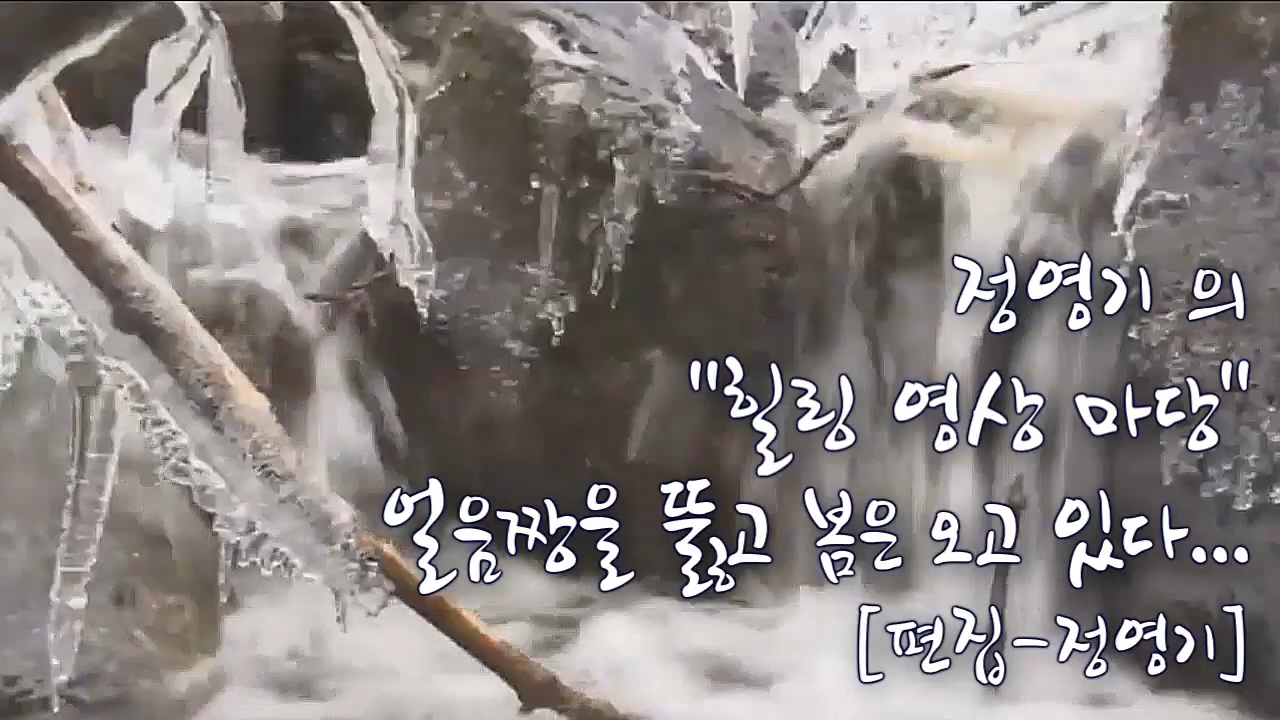 정영기 의
"힐링 영상 마당"
얼음짱을 뚫고 봄은 오고 있다...
[편집-정영기]